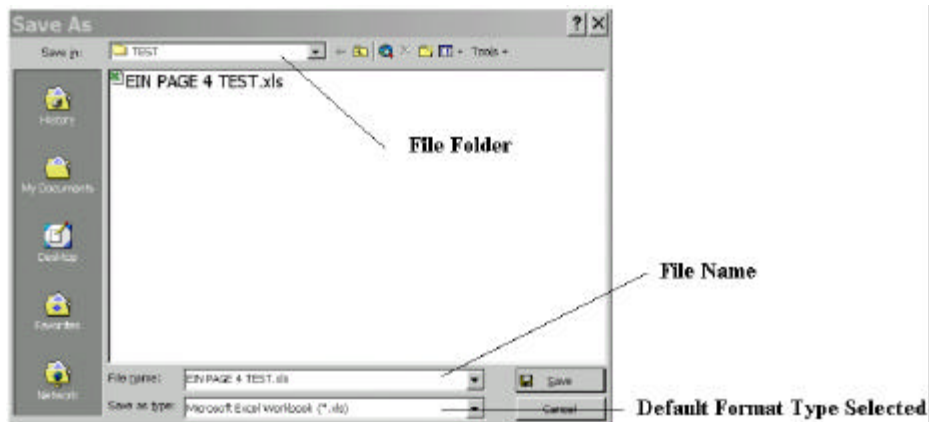 Save As
Save in:
TEST
Tools
EIN PAGE 4 TEST.xls
History
File Folder
My Documents
Desktop
File Name
Favorites
File name:
EIN PAGE 4 TEST.xls
Save
Network
Save as type:
Microsoft Excel Workbook (*.xls)
Cancel
Default Format Type Selected